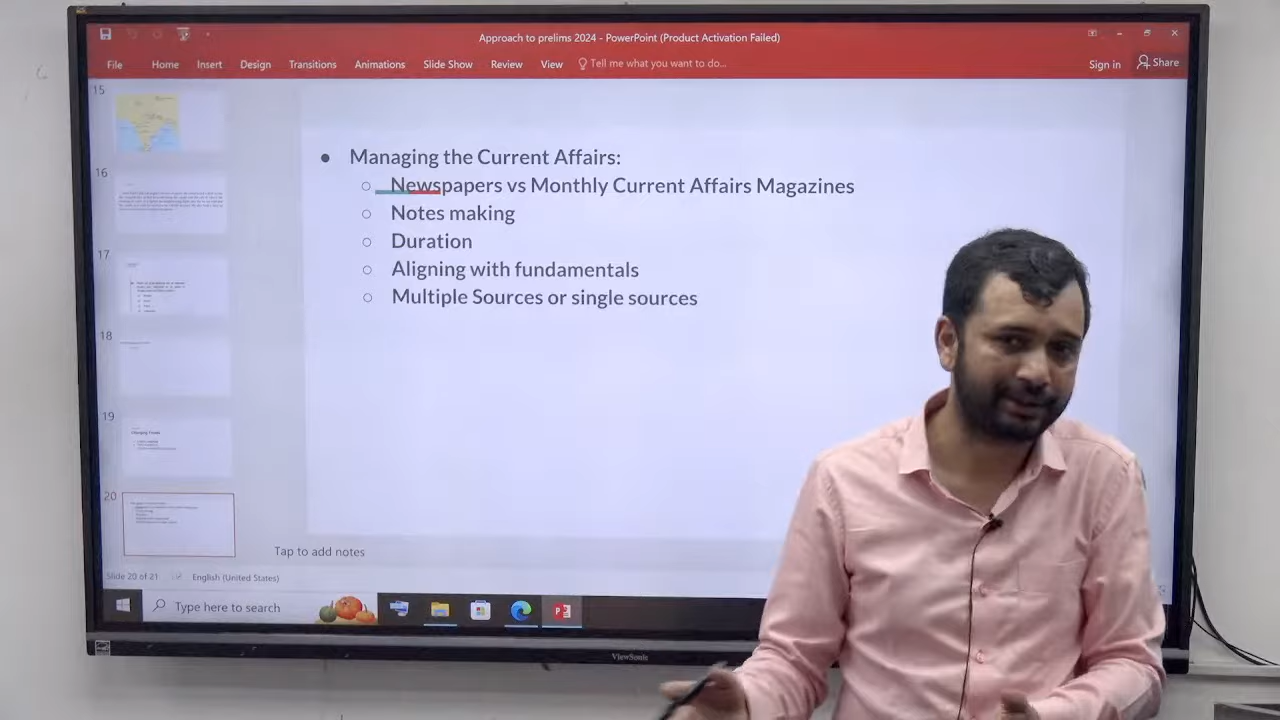 Approach to prelims 2024 - PowerPoint (Product Activation Failed)
File Home Insert Design Transitions Animations Slide Show Review View Tell me what you want to do... Sign in Share
15
16
17
18
19
20
• Managing the Current Affairs:
○ Newspapers vs Monthly Current Affairs Magazines
○ Notes making
○ Duration
○ Aligning with fundamentals
○ Multiple Sources or single sources
Tap to add notes
Slide 20 of 21 English (United States)
Type here to search
ViewSonic